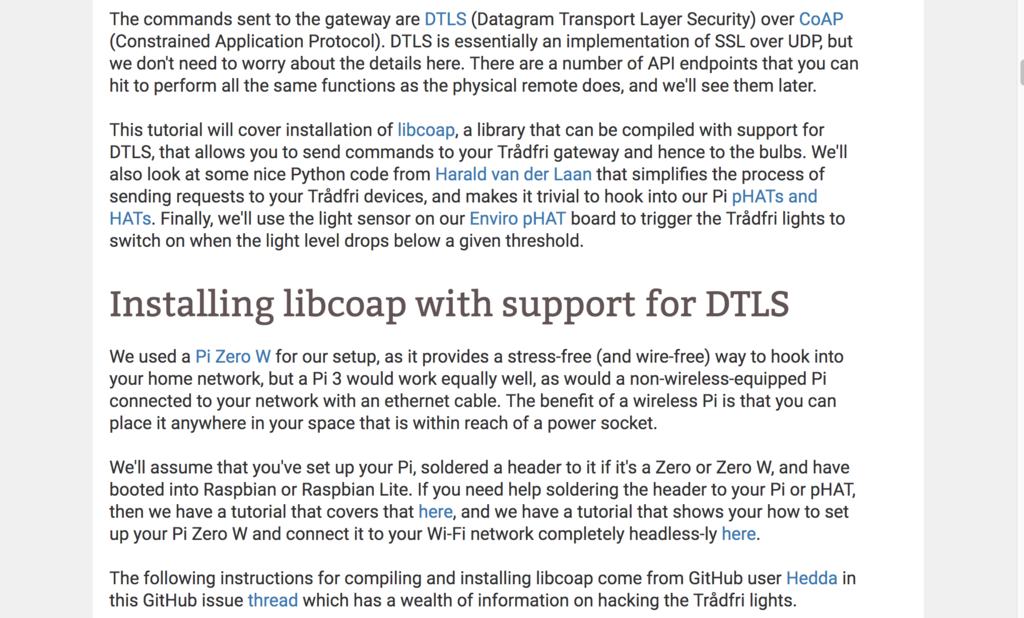 The commands sent to the gateway are DTLS (Datagram Transport Layer Security) over CoAP
(Constrained Application Protocol). DTLS is essentially an implementation of SSL over UDP, but
we don't need to worry about the details here. There are a number of API endpoints that you can
hit to perform all the same functions as the physical remote does, and we'll see them later.
This tutorial will cover installation of libcoap, a library that can be compiled with support for
DTLS, that allows you to send commands to your Trådfri gateway and hence to the bulbs. We'll
also look at some nice Python code from Harald van der Laan that simplifies the process of
sending requests to your Trådfri devices, and makes it trivial to hook into our Pi pHATs and
HATs. Finally, we'll use the light sensor on our Enviro pHAT board to trigger the Trådfri lights to
switch on when the light level drops below a given threshold.
Installing libcoap with support for DTLS
We used a Pi Zero W for our setup, as it provides a stress-free (and wire-free) way to hook into
your home network, but a Pi 3 would work equally well, as would a non-wireless-equipped Pi
connected to your network with an ethernet cable. The benefit of a wireless Pi is that you can
place it anywhere in your space that is within reach of a power socket.
We'll assume that you've set up your Pi, soldered a header to it if it's a Zero or Zero W, and have
booted into Raspbian or Raspbian Lite. If you need help soldering the header to your Pi or pHAT,
then we have a tutorial that covers that here, and we have a tutorial that shows your how to set
up your Pi Zero W and connect it to your Wi-Fi network completely headless-ly here.
The following instructions for compiling and installing libcoap come from GitHub user Hedda in
this GitHub issue thread which has a wealth of information on hacking the Trådfri lights.